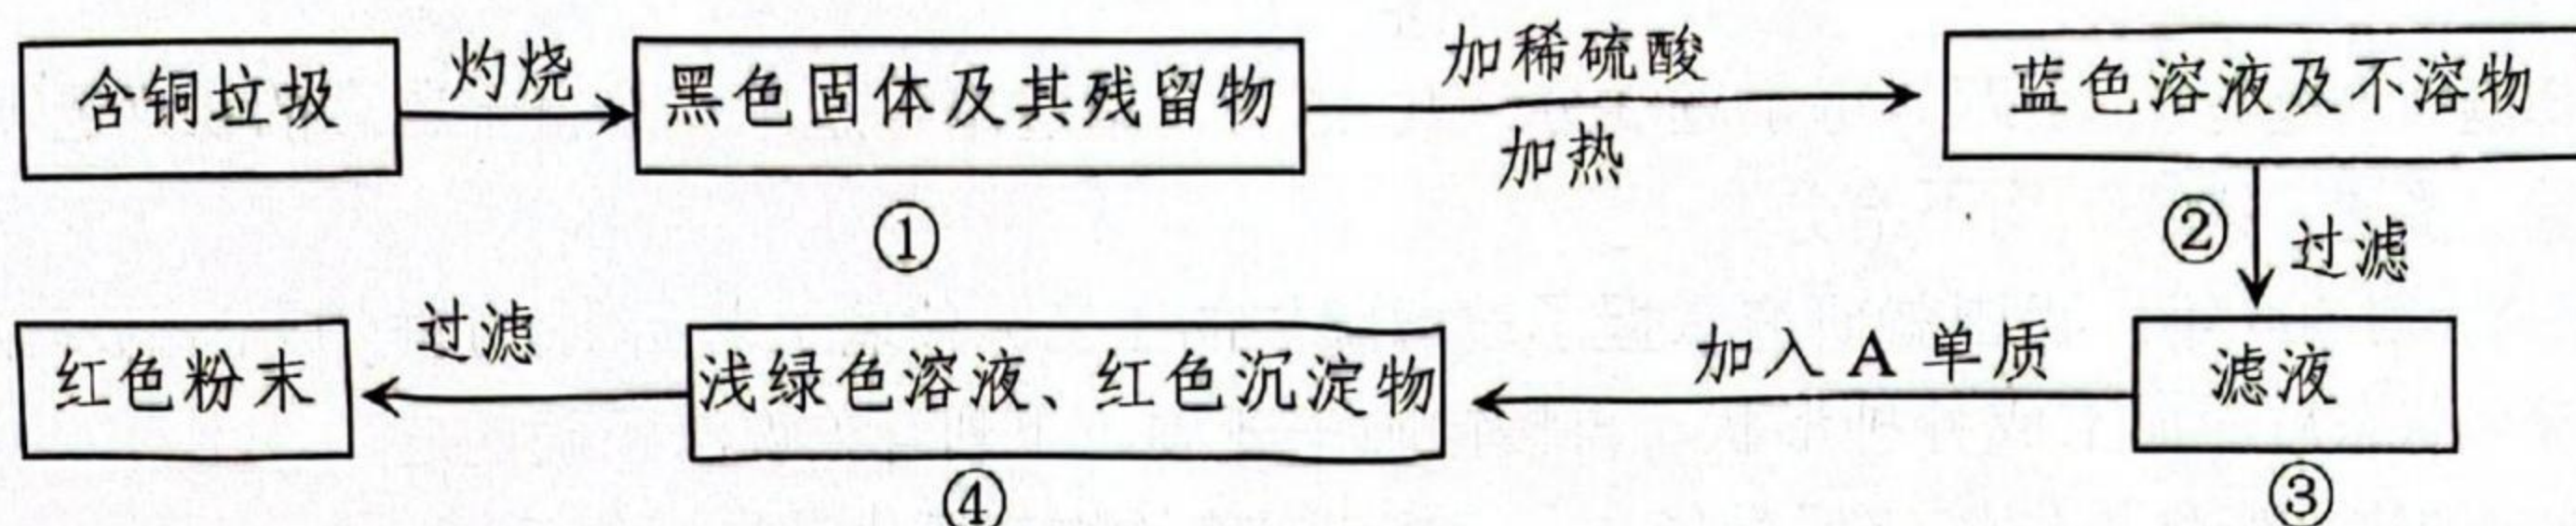 含铜垃圾
灼烧
黑色固体及其残留物
加稀硫酸
加热
蓝色溶液及不溶物
①
②
过滤
红色粉末
过滤
浅绿色溶液、红色沉淀物
加入 A 单质
滤液
④
③